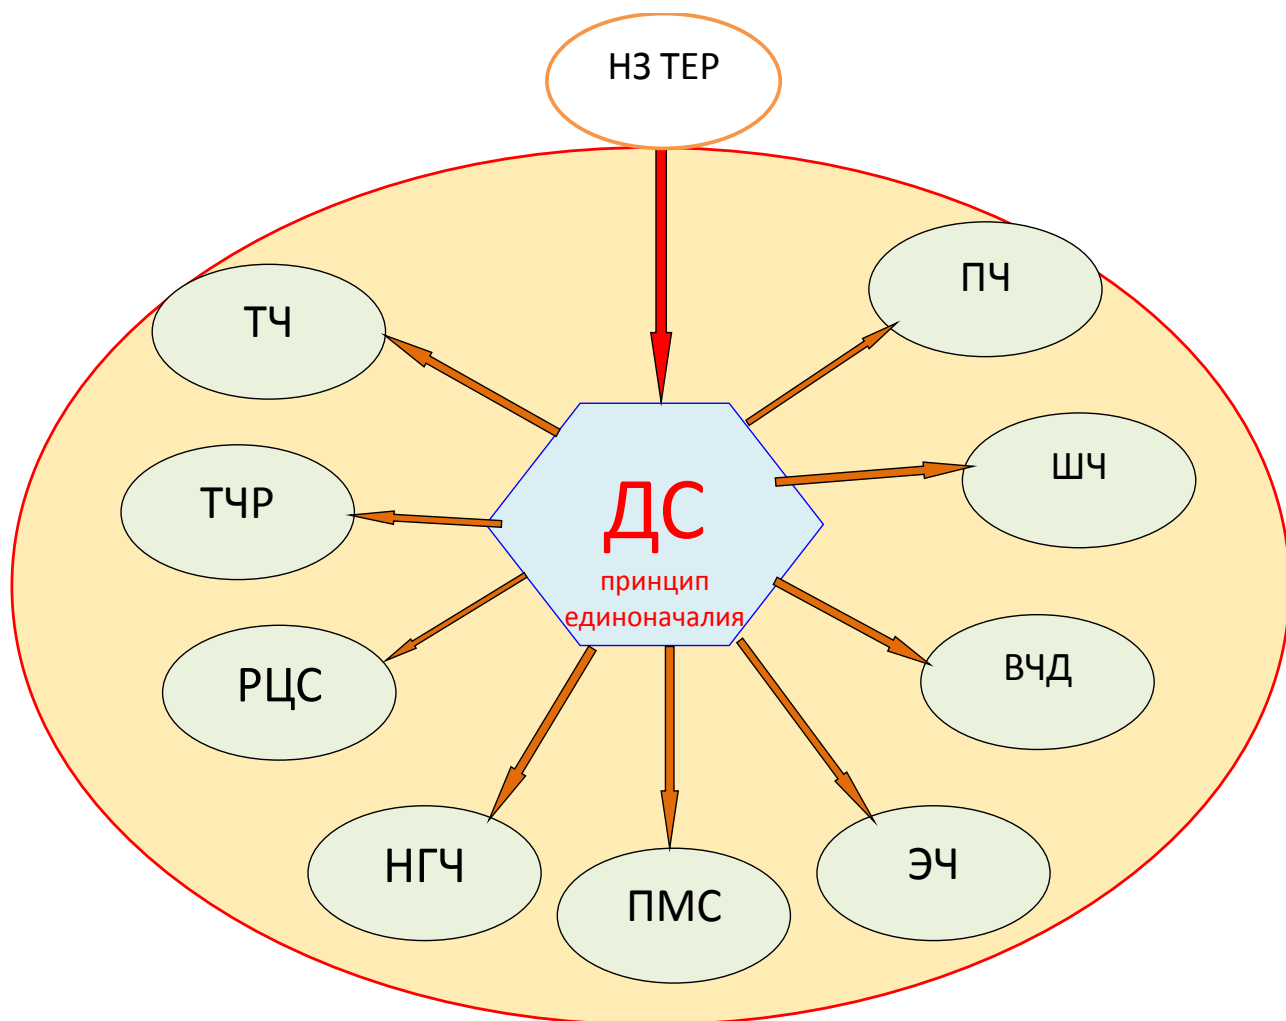 НЗ ТЕР
ПЧ
ТЧ
ШЧ
ТЧР
ДС
принцип
единоначалия
ВЧД
РЦС
НГЧ
ЭЧ
ПМС